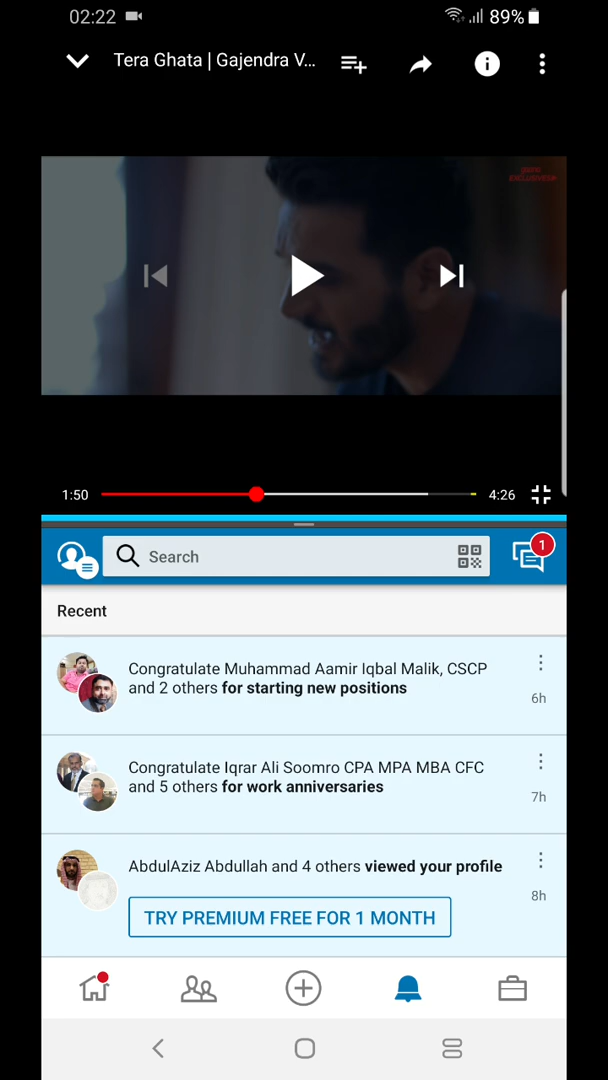 02:22
89%
Tera Ghata | Gajendra V...
EXCLUSIVES
1:50
4:26
Search
1
Recent
Congratulate Muhammad Aamir Iqbal Malik, CSCP
and 2 others for starting new positions
6h
Congratulate Iqrar Ali Soomro CPA MPA MBA CFC
and 5 others for work anniversaries
7h
AbdulAziz Abdullah and 4 others viewed your profile
8h
TRY PREMIUM FREE FOR 1 MONTH